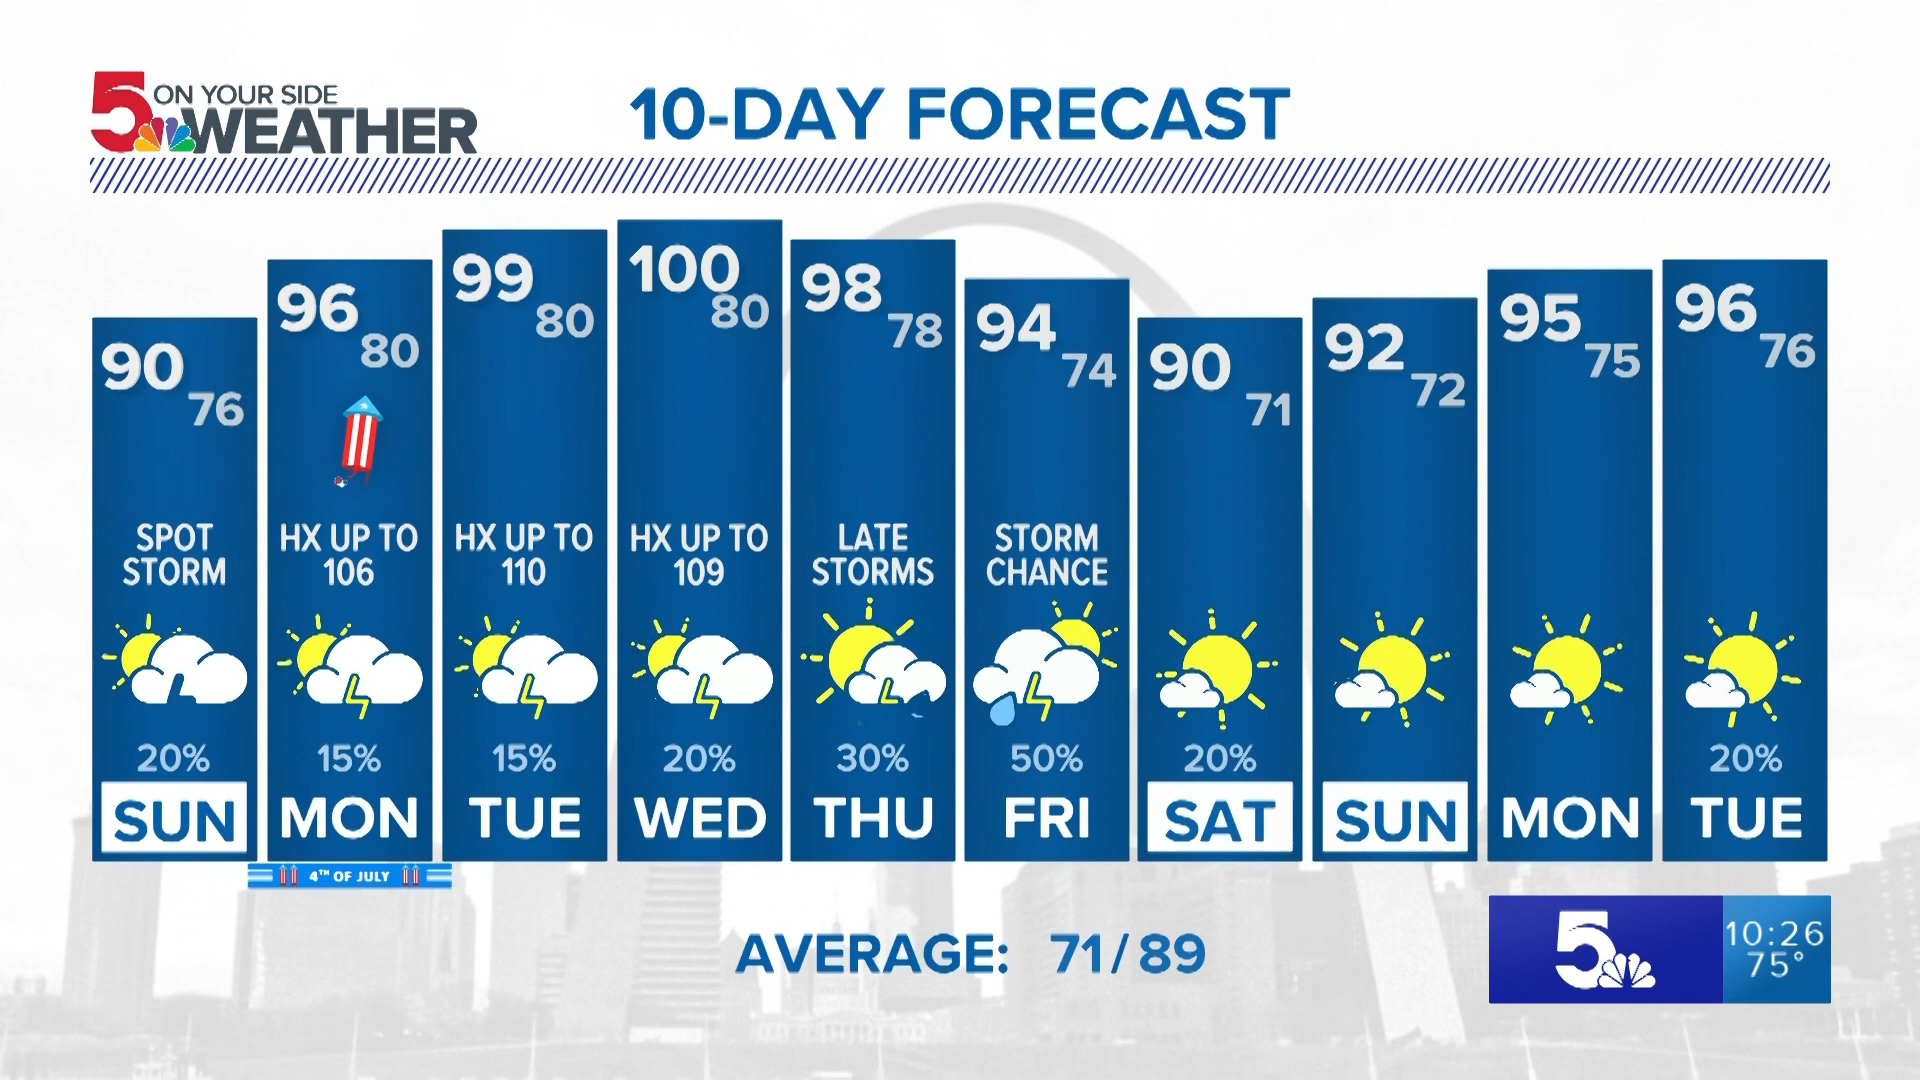 5 ON YOUR SIDE
WEATHER
10-DAY FORECAST
90
76
SPOT
STORM
20%
SUN
96
80
HX UP TO
106
15%
MON
4TH OF JULY
99
80
HX UP TO
110
15%
TUE
100
80
HX UP TO
109
20%
WED
98
78
LATE
STORMS
30%
THU
94
74
STORM
CHANCE
50%
FRI
90
71
20%
SAT
92
72
SUN
95
75
MON
96
76
20%
TUE
AVERAGE: 71/89
5
10:26
75°